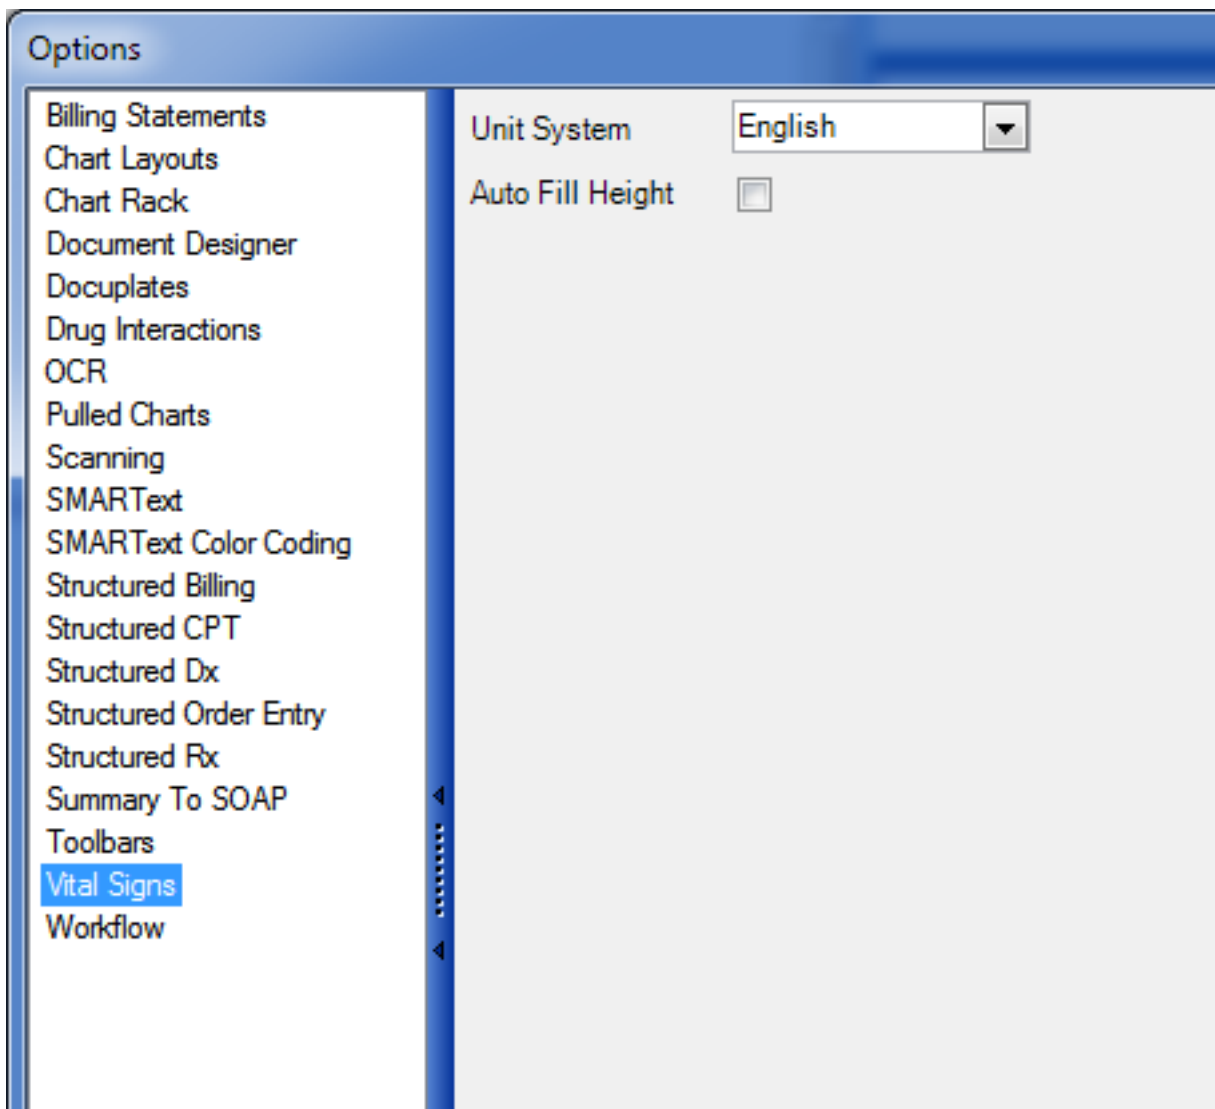 Options
Billing Statements
Chart Layouts
Chart Rack
Document Designer
Docuplates
Drug Interactions
OCR
Pulled Charts
Scanning
SMARText
SMARText Color Coding
Structured Billing
Structured CPT
Structured Dx
Structured Order Entry
Structured Rx
Summary To SOAP
Toolbars
Vital Signs
Workflow
Unit System English
Auto Fill Height